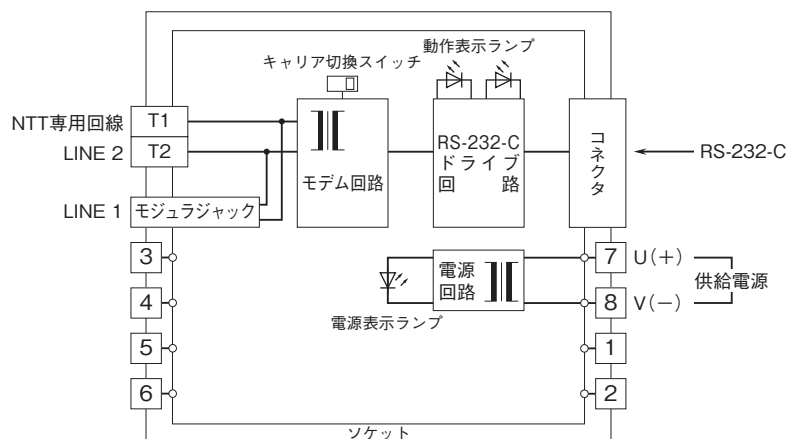 動作表示ランプ
キャリア切換スイッチ
NTT専用回線
T1
LINE 2
T2
LINE 1
モジュラジャック
モデム回路
RS-232-C
ドライブ
回路
コネクタ
RS-232-C
3
4
5
6
電源
回路
電源表示ランプ
7
U(+)
8
V(−)
供給電源
1
2
ソケット